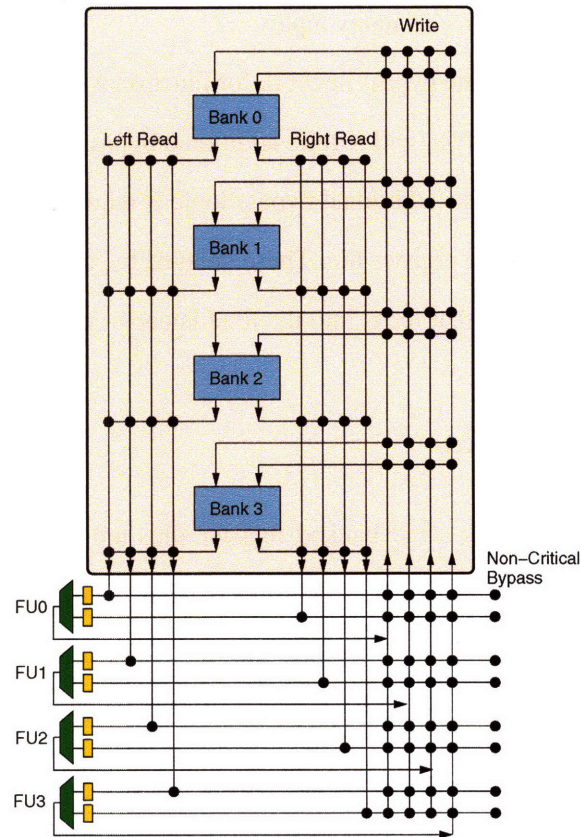 Write
Bank 0
Left Read
Right Read
Bank 1
Bank 2
Bank 3
Non-Critical
Bypass
FU0
FU1
FU2
FU3